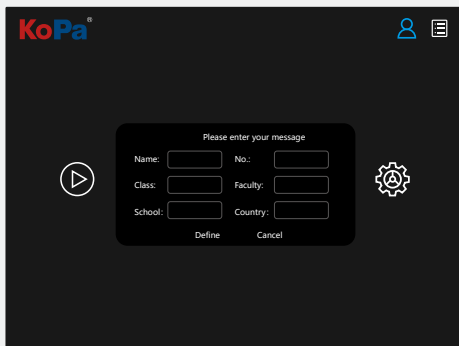 KoPa®
Please enter your message
Name: No.:
Class: Faculty:
School: Country:
Define Cancel